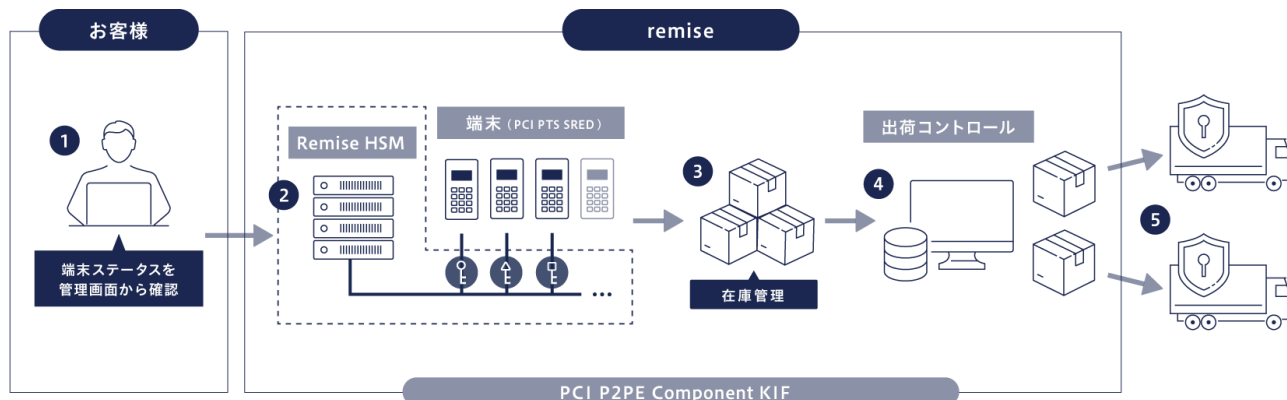 お客様
1
端末ステータスを
管理画面から確認
remise
Remise HSM
2
端末（PCI PTS SRED）
3
在庫管理
出荷コントロール
4
5
PCI P2PE Component KIF